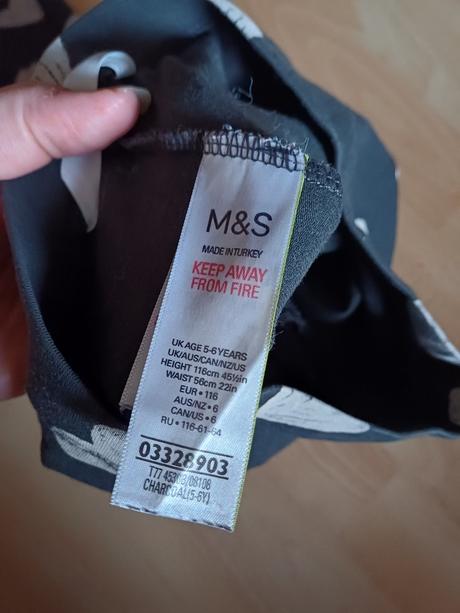 M&S
MADE IN TURKEY
KEEP AWAY
FROM FIRE
UK AGE 5-6 YEARS
UK/AUS/CAN/NZ/US
HEIGHT 116cm 45½in
WAIST 56cm 22in
EUR • 116
AUS/NZ • 6
CAN/US • 6
RU • 116-61-54
03328903
CHARCOAL(5-6Y)